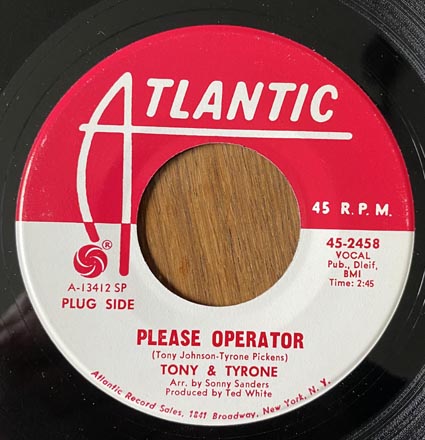 ATLANTIC
45 R.P.M.
®
A-13412 SP
PLUG SIDE
45-2458
VOCAL
Pub., Dleif,
BMI
Time: 2:45
PLEASE OPERATOR
(Tony Johnson-Tyrone Pickens)
TONY & TYRONE
Arr. by Sonny Sanders
Produced by Ted White
Atlantic Record Sales, 1841 Broadway, New York, N. Y.